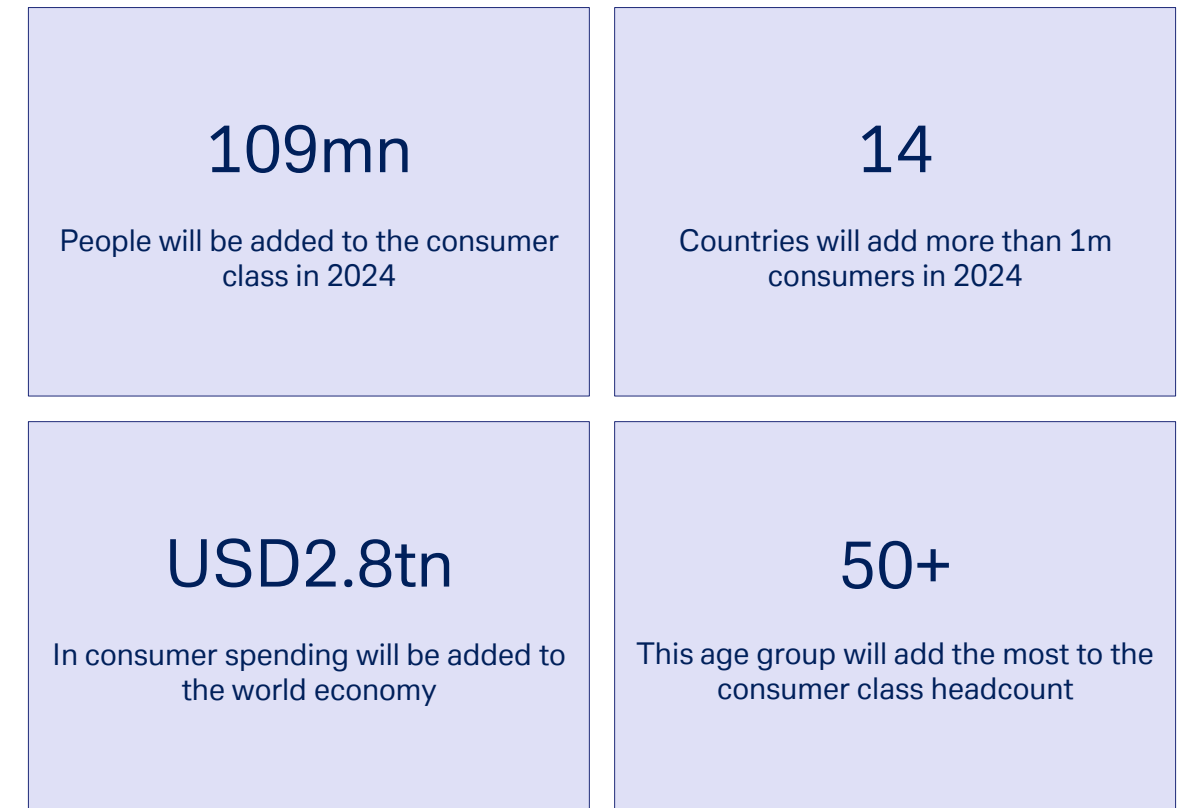 109mn
People will be added to the consumer
class in 2024
14
Countries will add more than 1m
consumers in 2024
USD2.8tn
In consumer spending will be added to
the world economy
50+
This age group will add the most to the
consumer class headcount